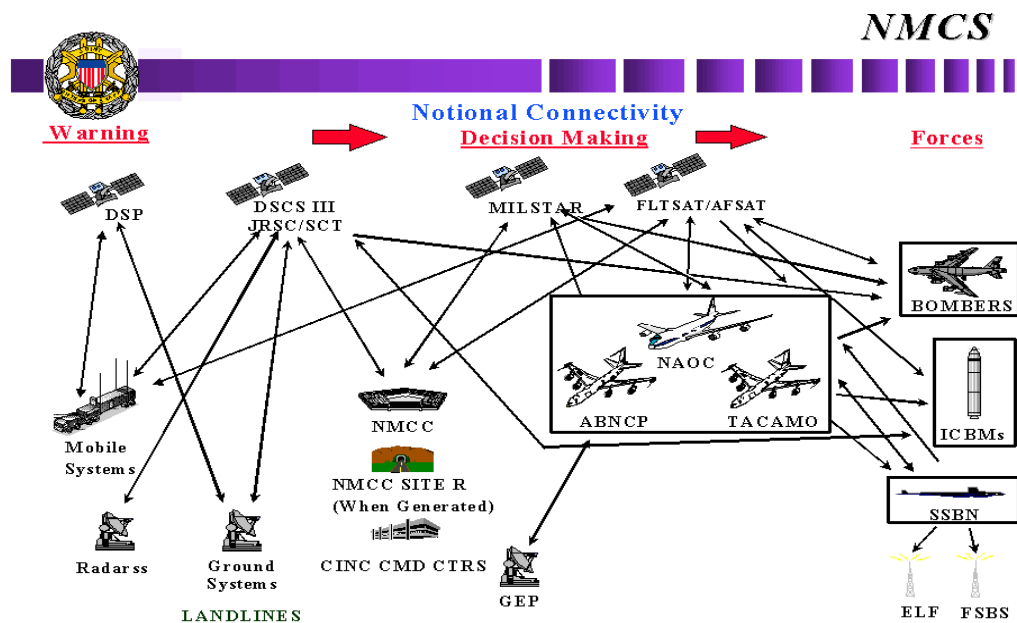 NMCS
Notional Connectivity
Warning
Decision Making
Forces
DSP
DSCS III
JRSC/SCT
MILSTAR
FLTSAT/AFSAT
BOMBERS
NAOC
ABNCP
TACAMO
ICBMs
Mobile
Systems
NMCC
NMCC SITE R
(When Generated)
CINC CMD CTRS
SSBN
Radarss
Ground
Systems
GEP
ELF
FSBS
LANDLINES